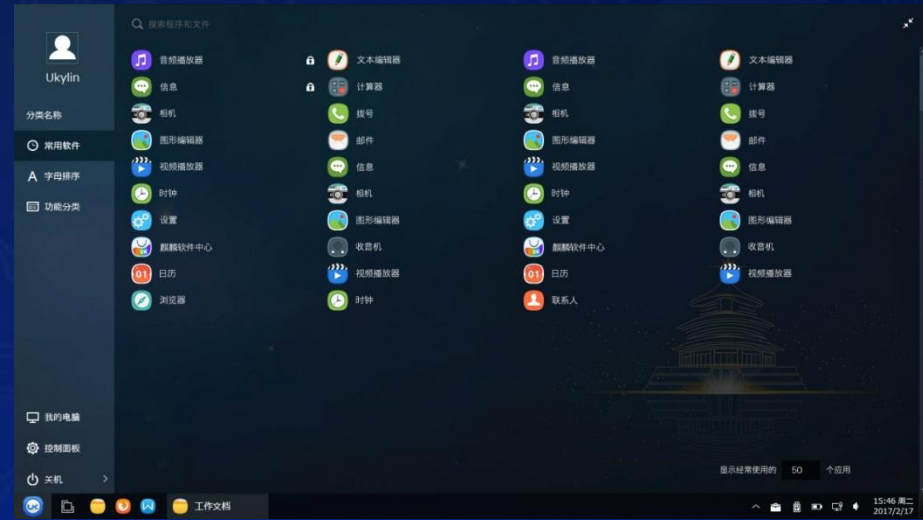 搜索程序和文件
Ukylin
分类名称
常用软件
A 字母排序
功能分类
我的电脑
控制面板
关机
音频播放器
信息
相机
图形编辑器
视频播放器
时钟
设置
麒麟软件中心
01 日历
浏览器
文本编辑器
计算器
拨号
邮件
信息
相机
图形编辑器
收音机
视频播放器
时钟
音频播放器
信息
相机
图形编辑器
视频播放器
时钟
设置
麒麟软件中心
01 日历
联系人
文本编辑器
计算器
拨号
邮件
信息
相机
图形编辑器
收音机
视频播放器
显示经常使用的 50 个应用
UK
工作文档
15:46 周二
2017/2/17